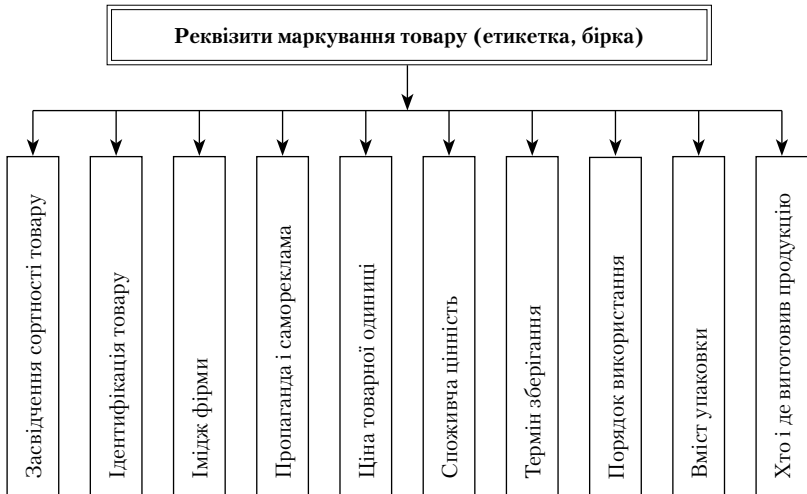 Реквізити маркування товару (етикетка, бірка)
Засвідчення сортності товару
Ідентифікація товару
Імідж фірми
Пропаганда і самореклама
Ціна товарної одиниці
Споживча цінність
Термін зберігання
Порядок використання
Вміст упаковки
Хто і де виготовив продукцію